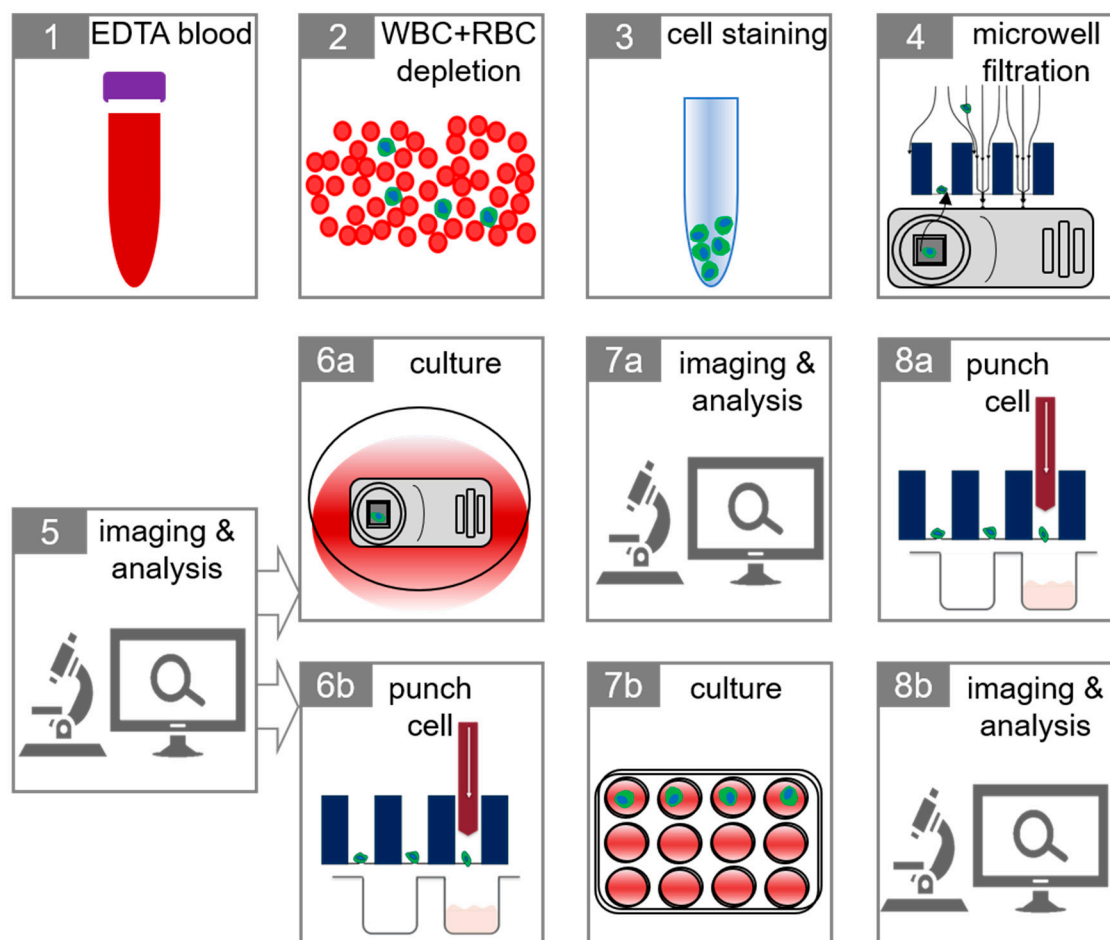 1 EDTA blood
2 WBC+RBC
depletion
3 cell staining
4 microwell
filtration
5 imaging &
analysis
6a culture
7a imaging &
analysis
8a punch
cell
6b punch
cell
7b culture
8b imaging &
analysis